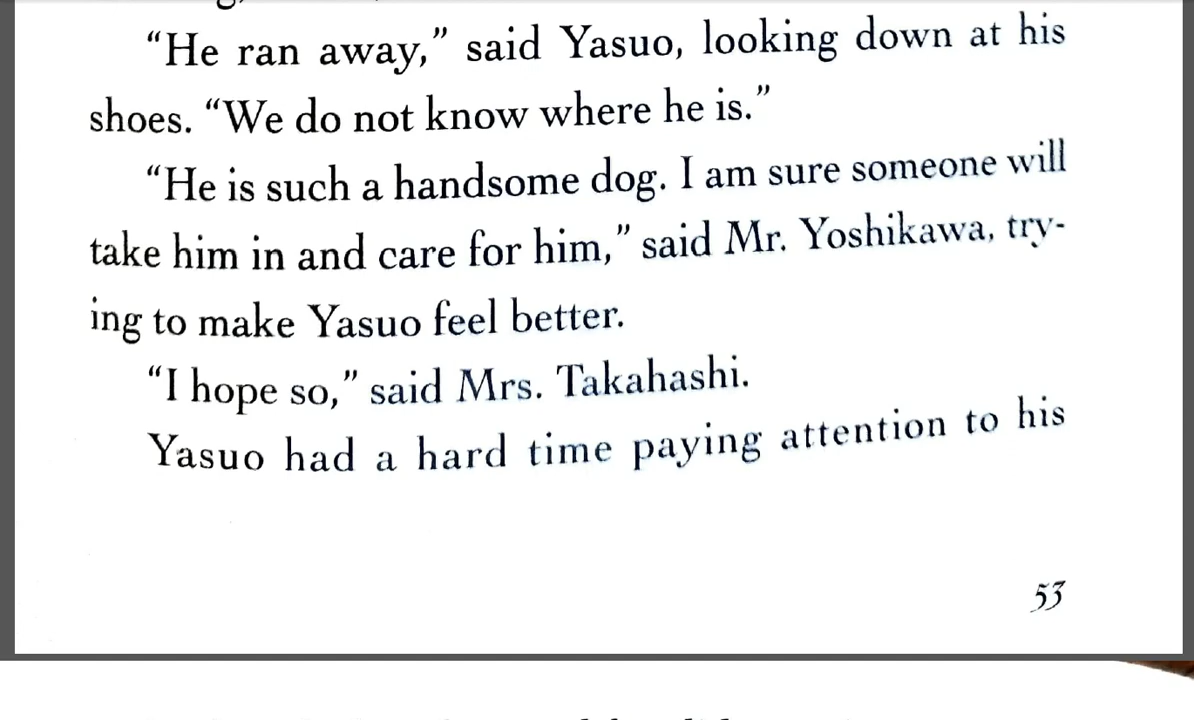 “He ran away,” said Yasuo, looking down at his
shoes. “We do not know where he is.”
“He is such a handsome dog. I am sure someone will
take him in and care for him,” said Mr. Yoshikawa, try-
ing to make Yasuo feel better.
“I hope so,” said Mrs. Takahashi.
Yasuo had a hard time paying attention to his
53